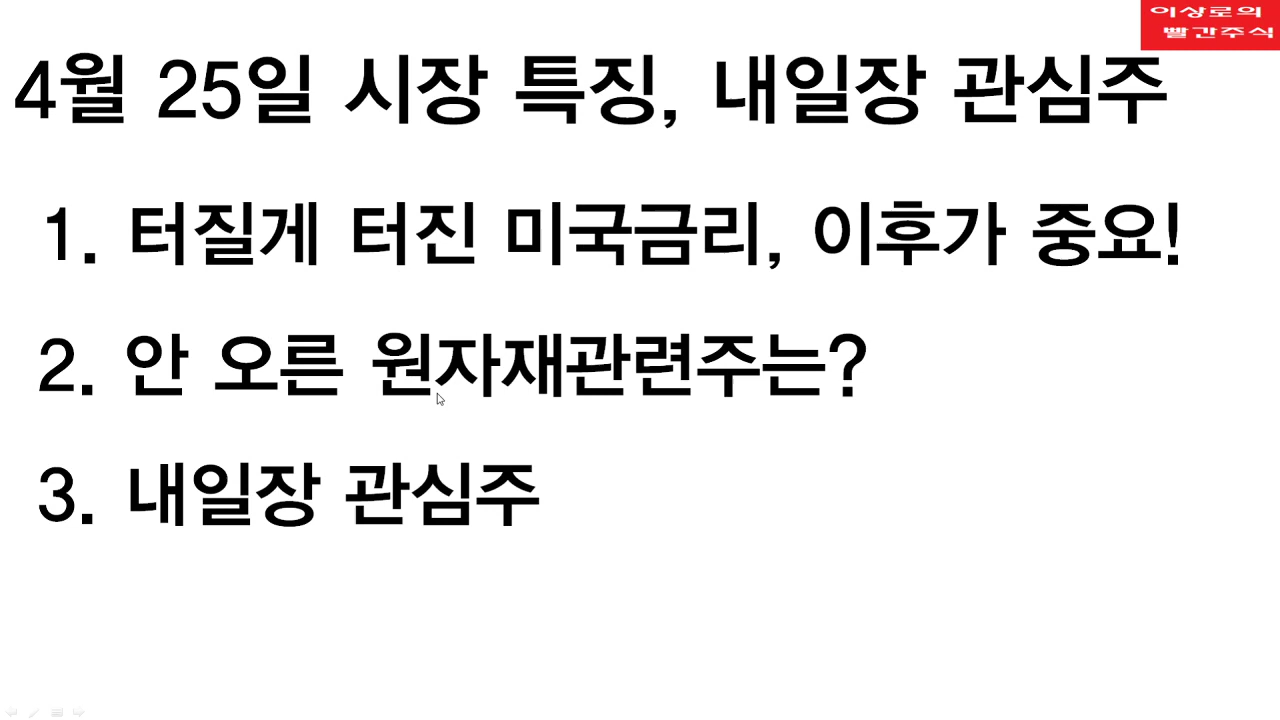 이상로의
빨간주식
4월 25일 시장 특징, 내일장 관심주
1. 터질게 터진 미국금리, 이후가 중요!
2. 안 오른 원자재관련주는?
3. 내일장 관심주